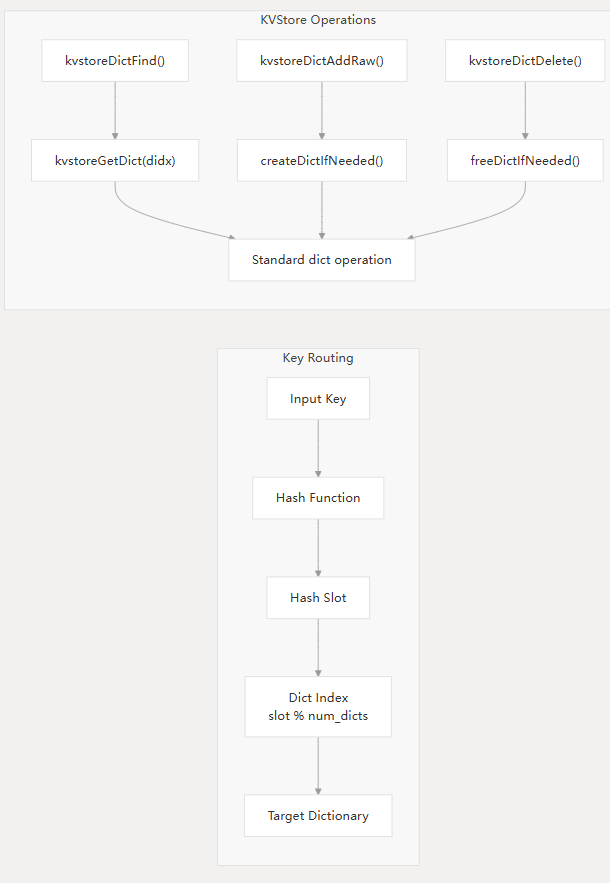 KVStore Operations
kvstoreDictFind()
kvstoreDictAddRaw()
kvstoreDictDelete()
kvstoreGetDict(didx)
createDictIfNeeded()
freeDictIfNeeded()
Standard dict operation
Key Routing
Input Key
Hash Function
Hash Slot
Dict Index
slot % num_dicts
Target Dictionary